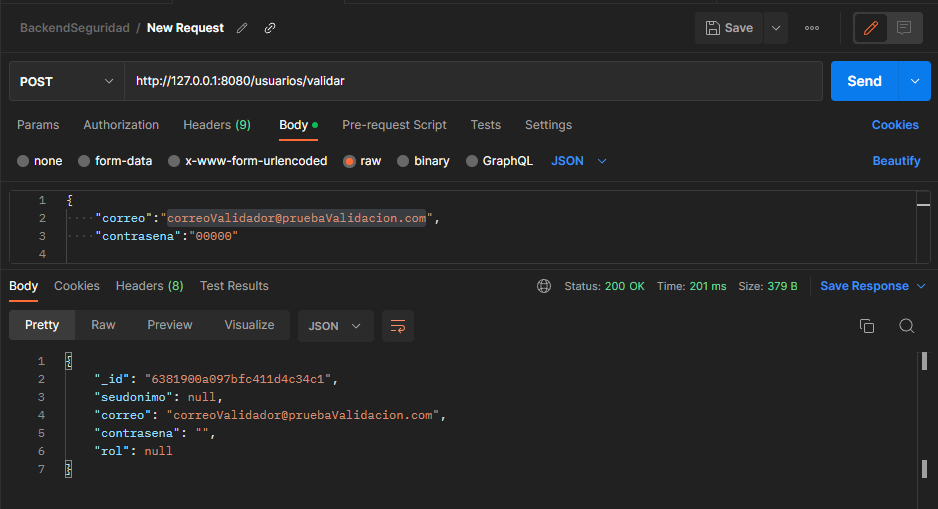 BackendSeguridad / New Request
Save
POST
http://127.0.0.1:8080/usuarios/validar
Send
Params Authorization Headers (9) Body Pre-request Script Tests Settings Cookies
none form-data x-www-form-urlencoded raw binary GraphQL JSON Beautify
1 {
2 "correo":"correoValidador@pruebaValidacion.com",
3 "contrasena":"00000"
4
Body Cookies Headers (8) Test Results Status: 200 OK Time: 201 ms Size: 379 B Save Response
Pretty Raw Preview Visualize JSON
1 {
2 "_id": "6381900a097bfc411d4c34c1",
3 "seudonimo": null,
4 "correo": "correoValidador@pruebaValidacion.com",
5 "contrasena": "",
6 "rol": null
7 }